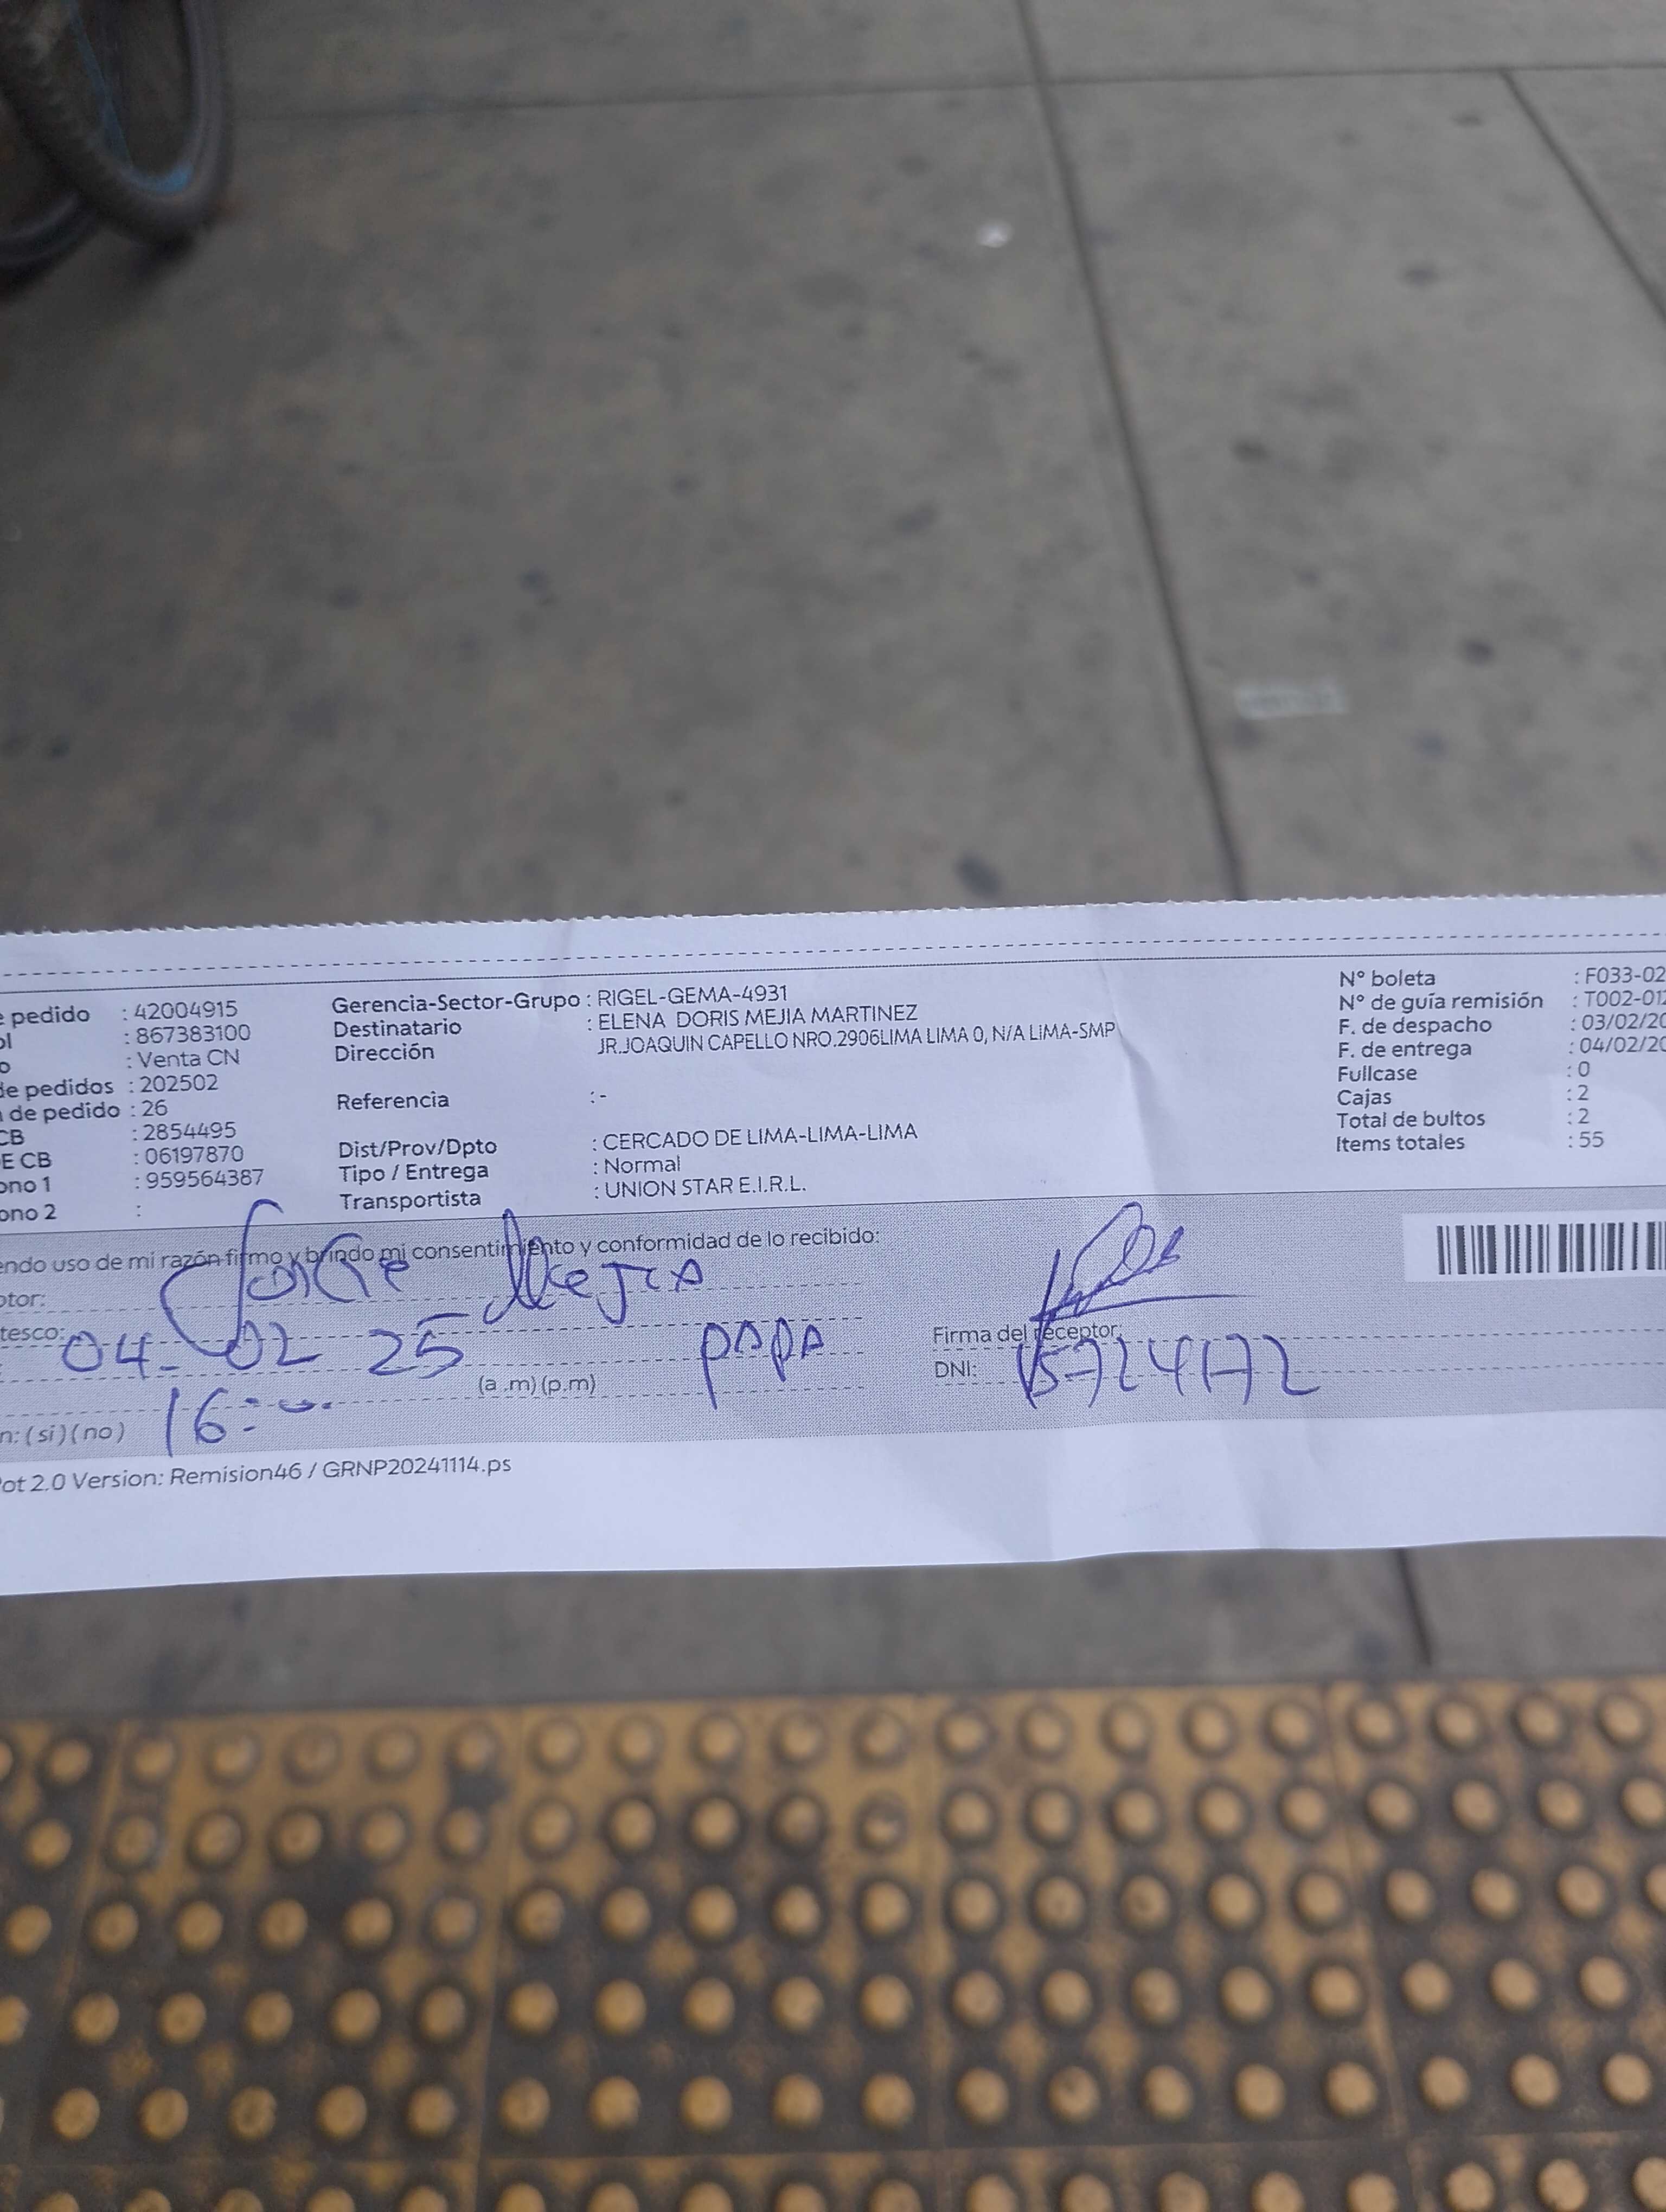 e pedido : 42004915
ol : 867383100
o : Venta CN
de pedidos : 202502
de pedido : 26
CB : 2854495
E CB : 06197870
ono 1 : 959564387
ono 2 :
Gerencia-Sector-Grupo : RIGEL-GEMA-4931
Destinatario : ELENA DORIS MEJIA MARTINEZ
Dirección JR.JOAQUIN CAPELLO NRO.2906LIMA LIMA 0, N/A LIMA-SMP
Referencia : -
Dist/Prov/Dpto : CERCADO DE LIMA-LIMA-LIMA
Tipo / Entrega : Normal
Transportista : UNION STAR E.I.R.L.
N° boleta : F033-02
N° de guía remisión : T002-01
F. de despacho : 03/02/20
F. de entrega : 04/02/20
Fullcase : 0
Cajas : 2
Total de bultos : 2
Items totales : 55
endo uso de mi razón firmo y brindo mi consentimiento y conformidad de lo recibido:
ptor: Jorge Mejia
tesco: papa
04-02 25
16: (a .m) (p.m)
n: ( si ) ( no )
Firma del receptor:
DNI: 15724172
ot 2.0 Version: Remision46 / GRNP20241114.ps